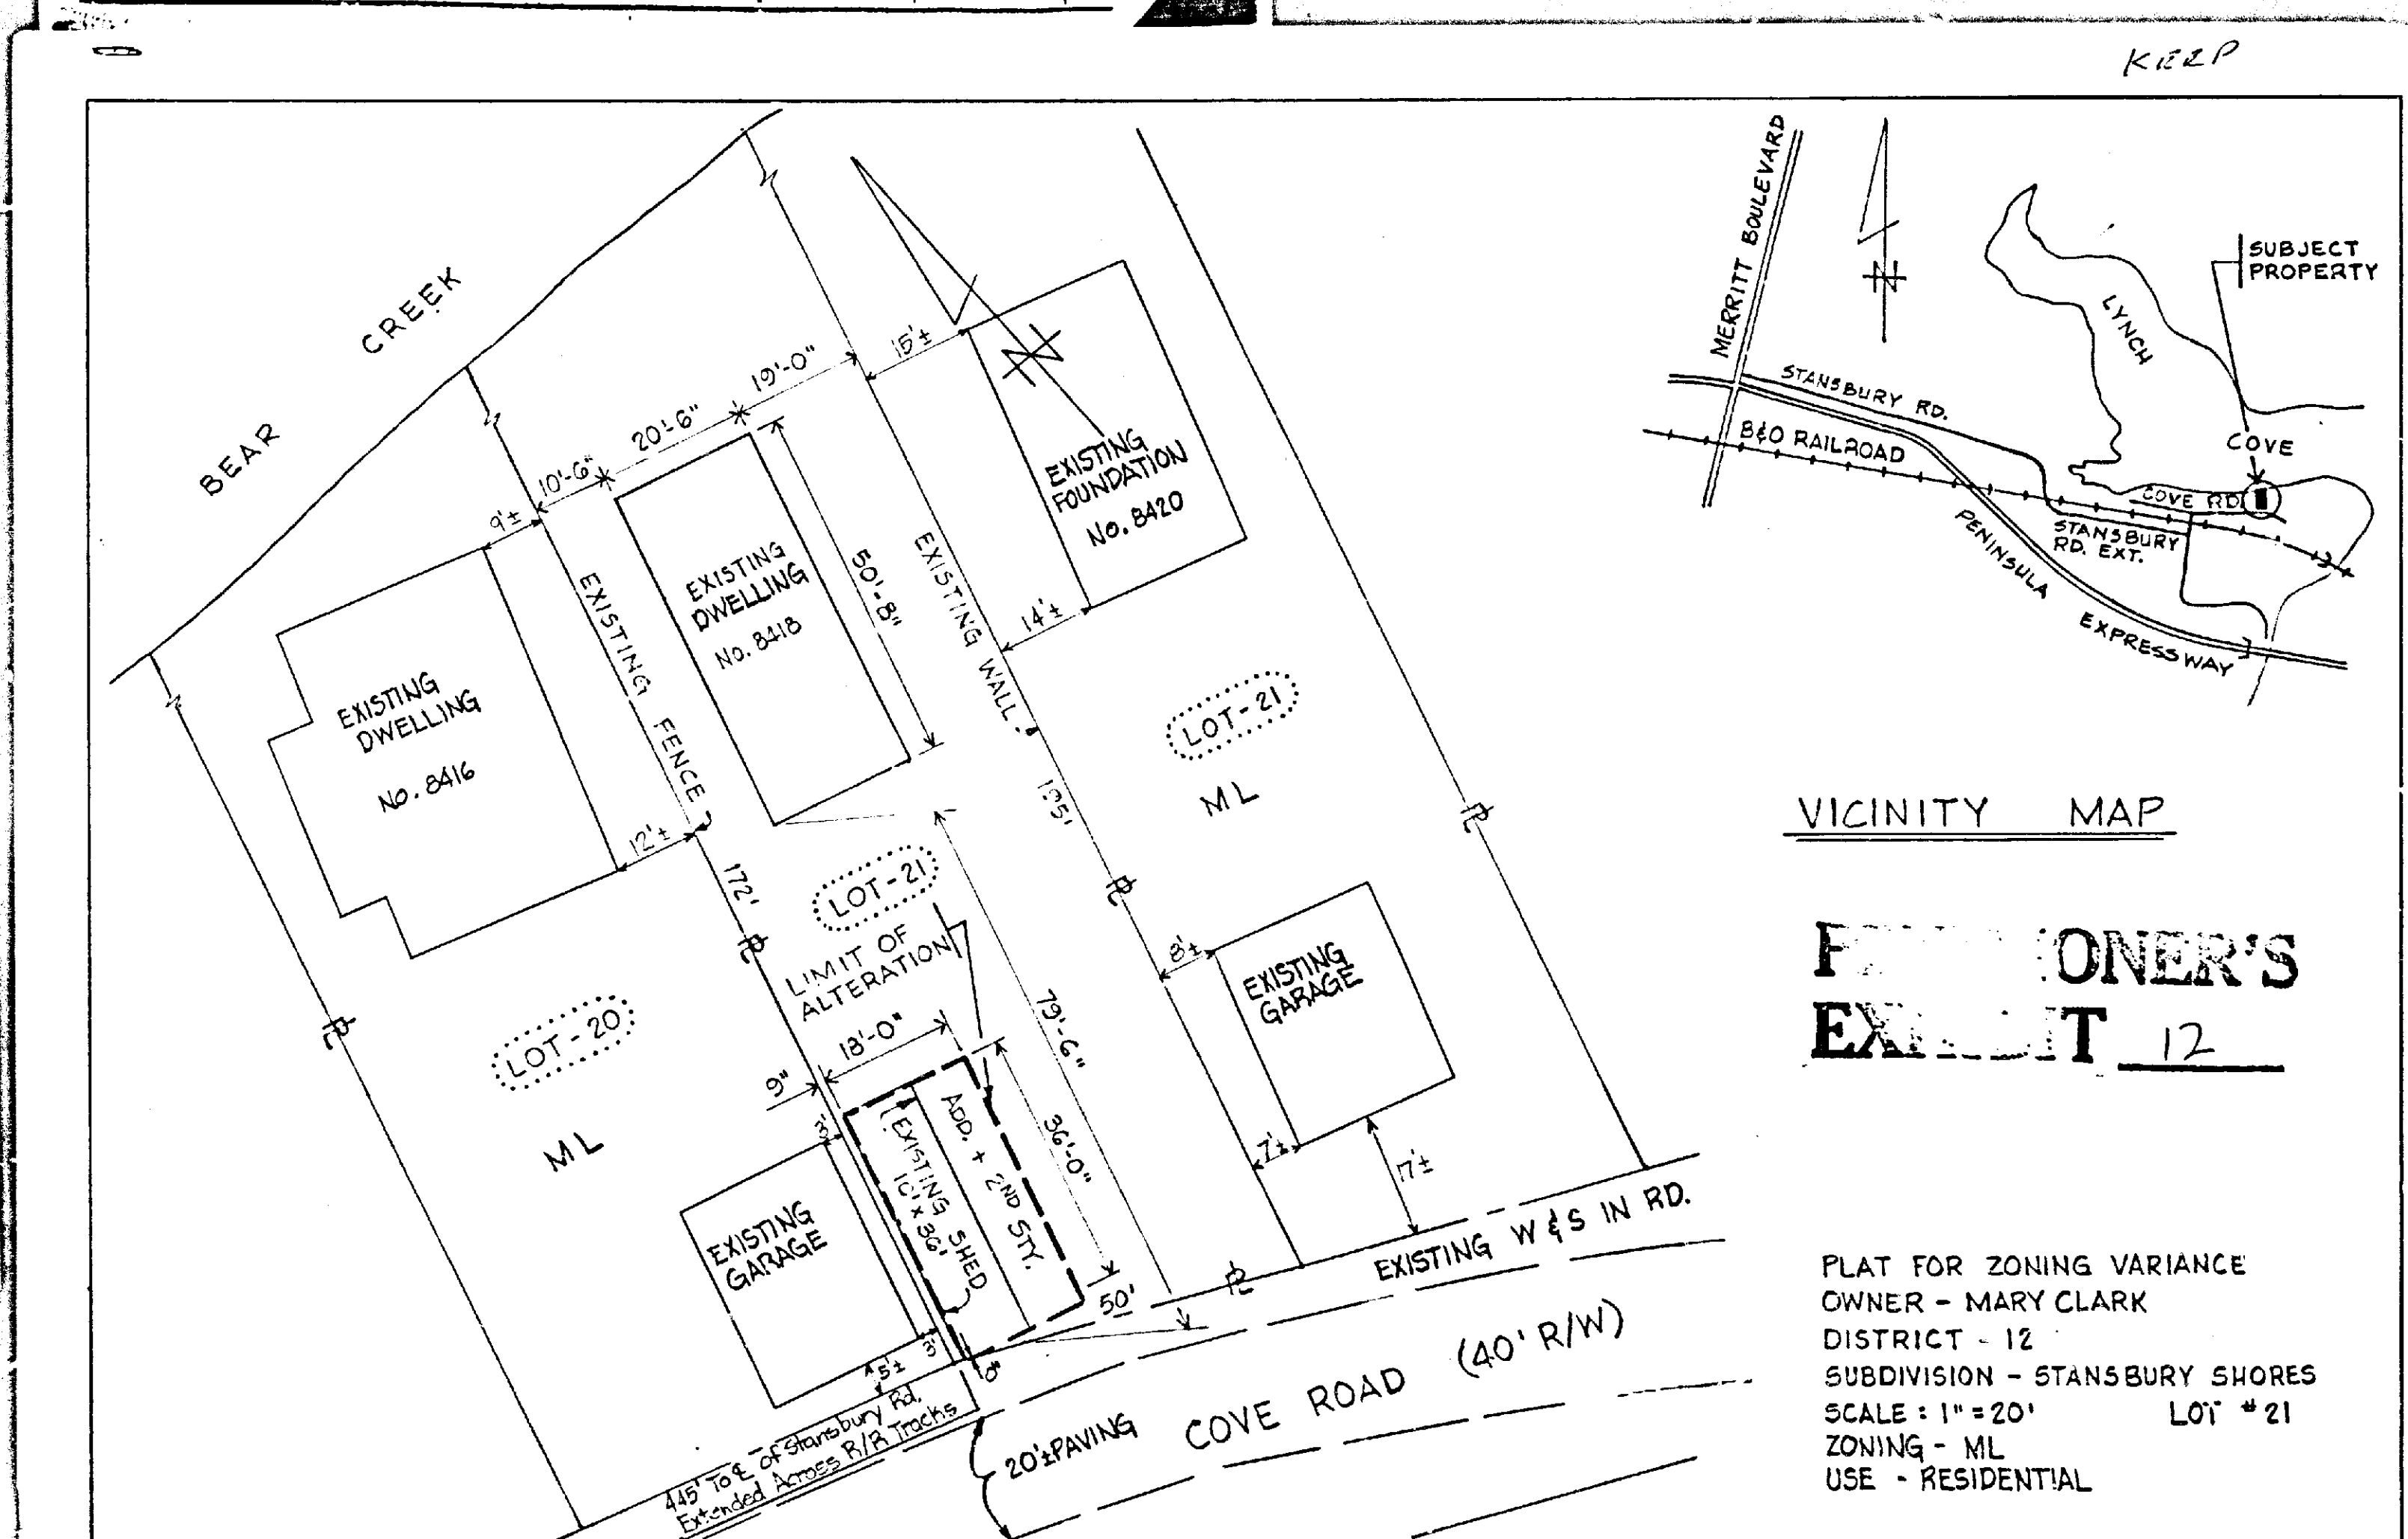 KEEP
BEAR
CREEK
9'±
10'-6"
20'-6"
19'-0"
15'±
EXISTING
FOUNDATION
NO. 8420
EXISTING
DWELLING
NO. 8418
50'-8"
EXISTING WALL
14'±
EXISTING
DWELLING
NO. 8416
EXISTING FENCE
12'±
LOT - 21
ML
172'
195'
LOT - 21
LIMIT OF
ALTERATION
LOT - 20
ML
18'-0"
9"
3'
79'-6"
36'-0"
8'±
EXISTING
GARAGE
7'±
17'±
EXISTING
GARAGE
EXISTING SHED
10' x 36'
ADD. + 2ND STY.
50'
5'±
3'
0"
EXISTING W & S IN RD.
445' To ℄ of Stansbury Rd.
Extended Across R/R Tracks
20'± PAVING
COVE ROAD (40' R/W)
MERRITT BOULEVARD
N
N
SUBJECT
PROPERTY
LYNCH
COVE
STANSBURY RD.
B&O RAILROAD
COVE RD.
STANSBURY
RD. EXT.
PENINSULA EXPRESSWAY
VICINITY MAP
ONER'S
12
PLAT FOR ZONING VARIANCE
OWNER - MARY CLARK
DISTRICT - 12
SUBDIVISION - STANSBURY SHORES
SCALE : 1" = 20' LOT # 21
ZONING - ML
USE - RESIDENTIAL